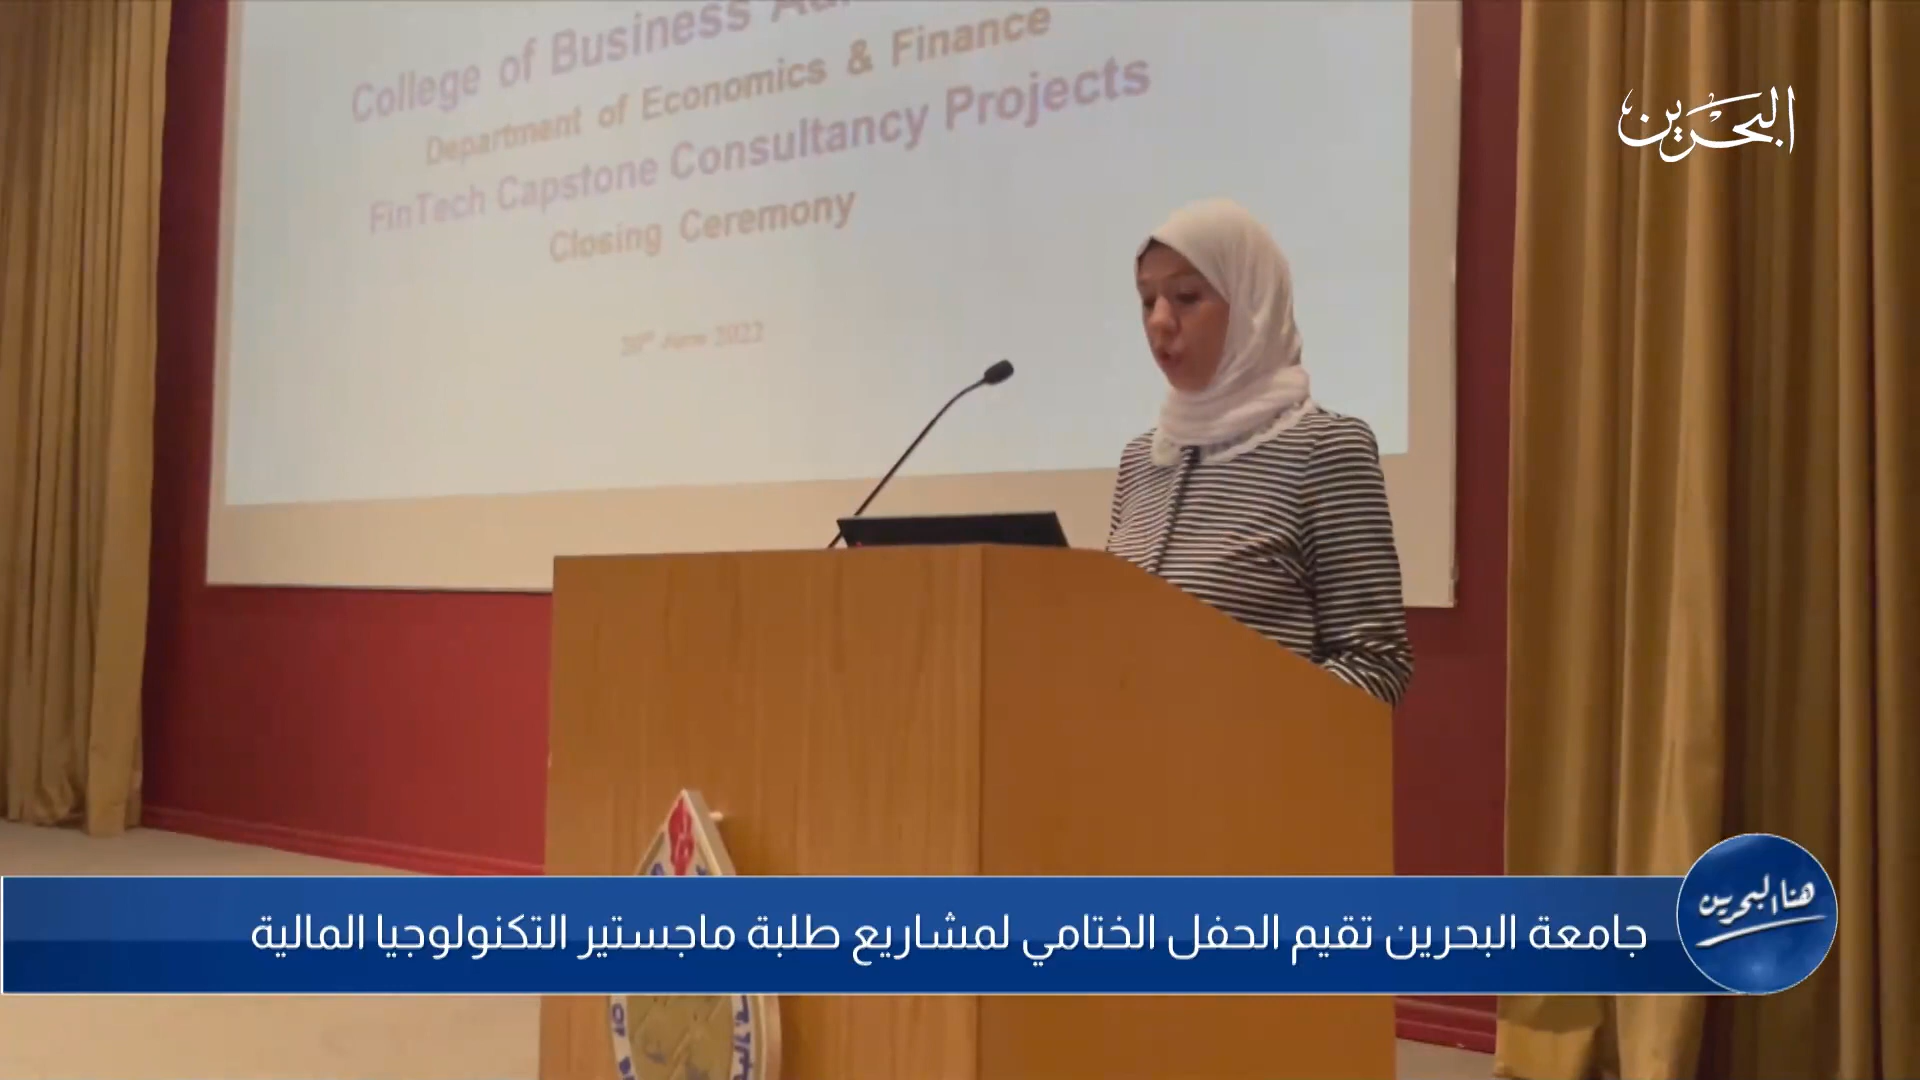 College of Business
Department of Economics & Finance
FinTech Capstone Consultancy Projects
Closing Ceremony
June 2022
البحرين
هنا البحرين
جامعة البحرين تقيم الحفل الختامي لمشاريع طلبة ماجستير التكنولوجيا المالية
OF